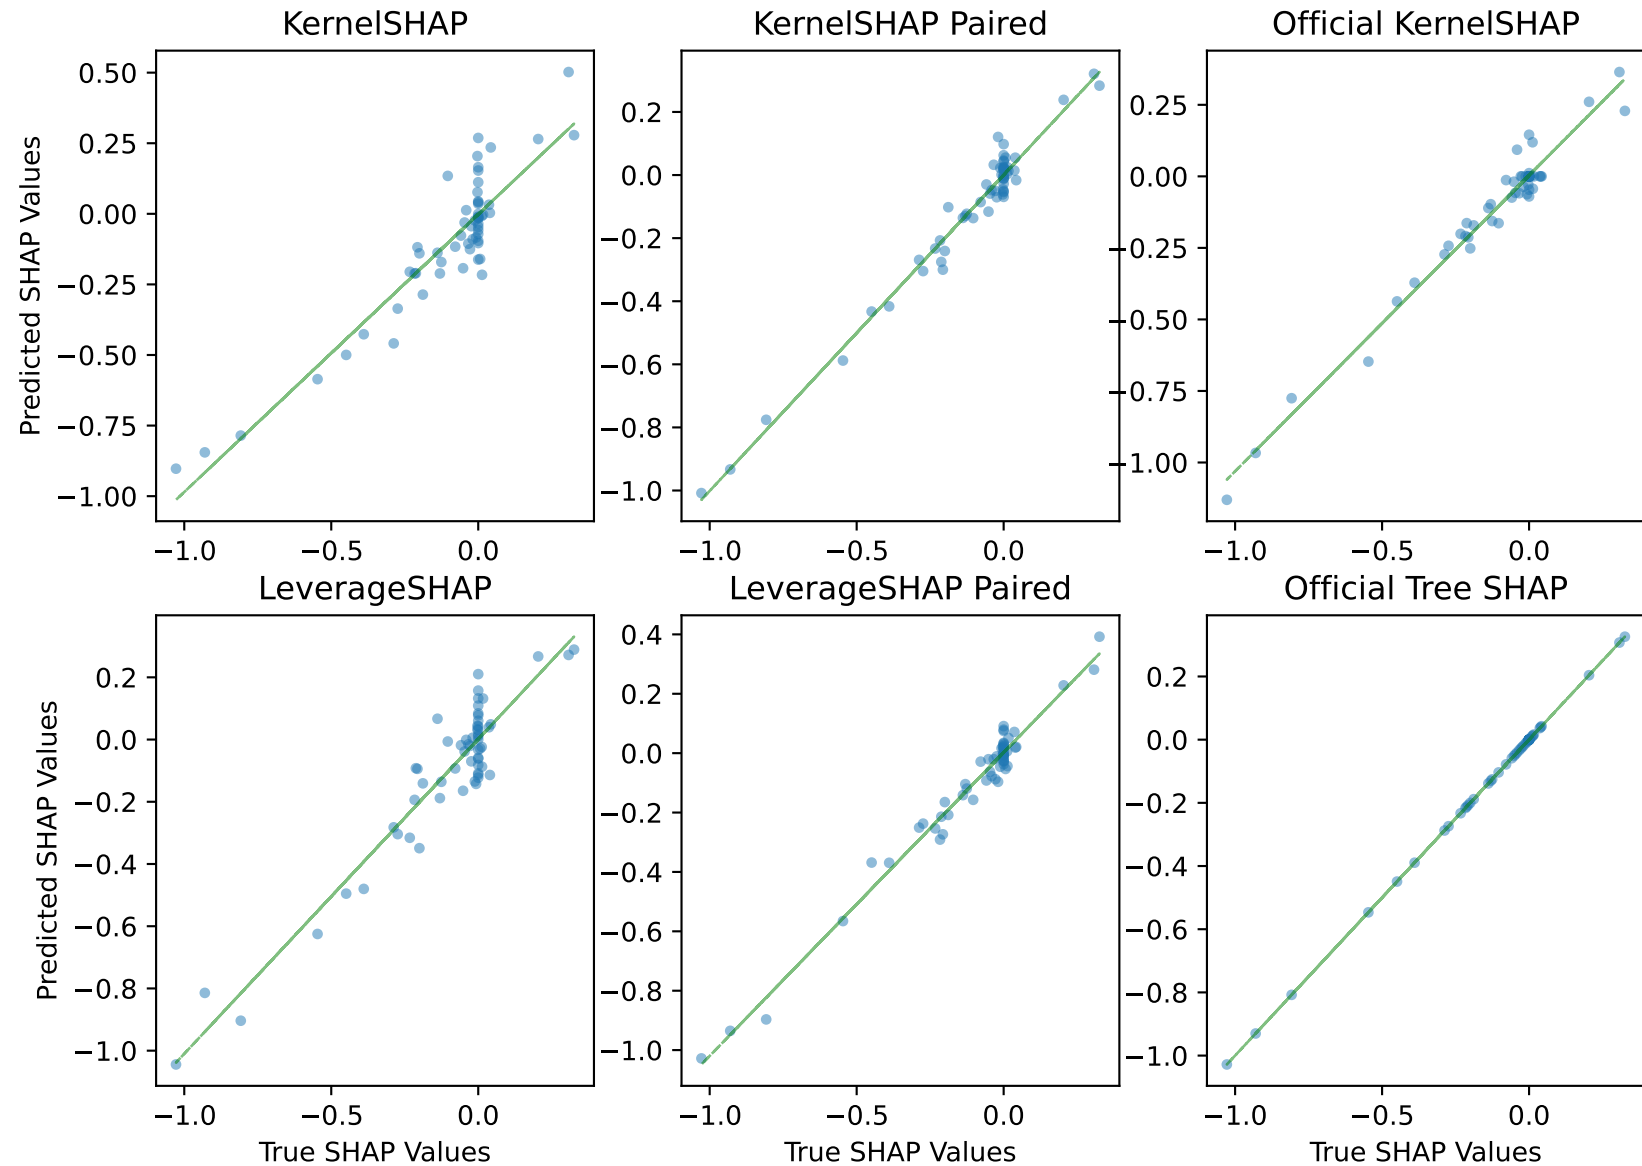 KernelSHAP
KernelSHAP Paired
Official KernelSHAP
Predicted SHAP Values
0.50
0.25
0.00
−0.25
−0.50
−0.75
−1.00
−1.0 −0.5 0.0
0.2
0.0
−0.2
−0.4
−0.6
−0.8
−1.0
−1.0 −0.5 0.0
0.25
0.00
−0.25
−0.50
−0.75
−1.00
−1.0 −0.5 0.0
LeverageSHAP
LeverageSHAP Paired
Official Tree SHAP
Predicted SHAP Values
0.2
0.0
−0.2
−0.4
−0.6
−0.8
−1.0
−1.0 −0.5 0.0
True SHAP Values
0.4
0.2
0.0
−0.2
−0.4
−0.6
−0.8
−1.0
−1.0 −0.5 0.0
True SHAP Values
0.2
0.0
−0.2
−0.4
−0.6
−0.8
−1.0
−1.0 −0.5 0.0
True SHAP Values